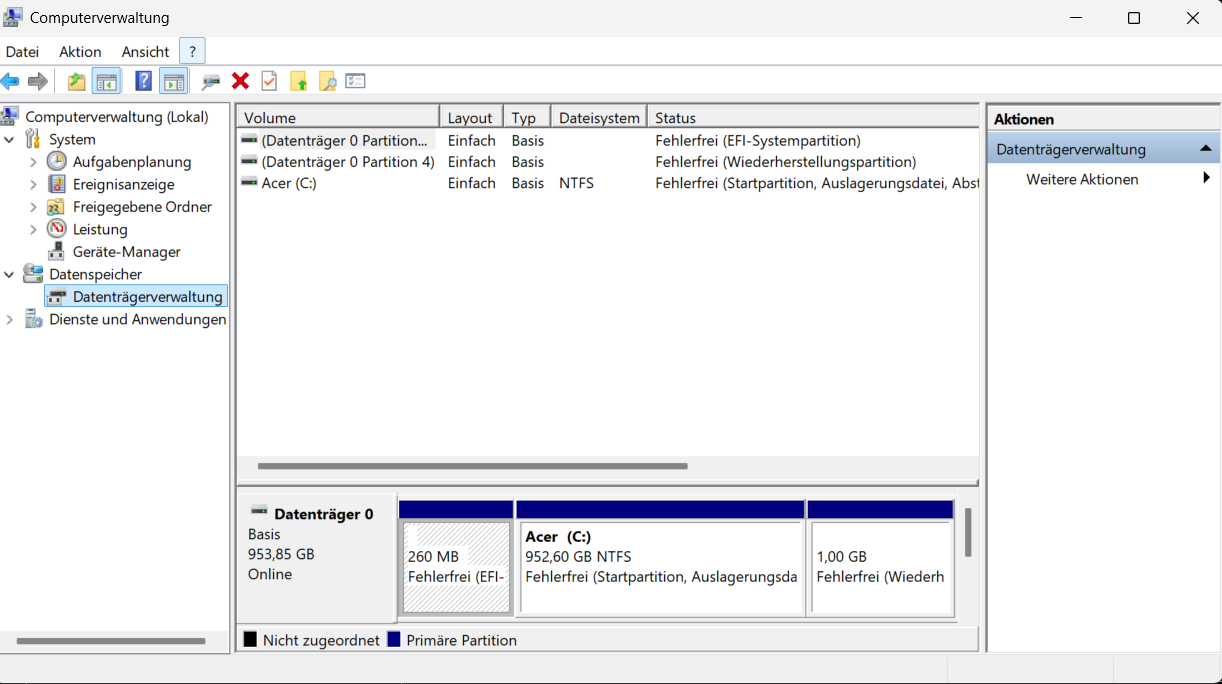 Computerverwaltung
Datei Aktion Ansicht ?
Computerverwaltung (Lokal)
System
Aufgabenplanung
Ereignisanzeige
Freigegebene Ordner
Leistung
Geräte-Manager
Datenspeicher
Datenträgerverwaltung
Dienste und Anwendungen
Volume Layout Typ Dateisystem Status
(Datenträger 0 Partition... Einfach Basis Fehlerfrei (EFI-Systempartition)
(Datenträger 0 Partition 4) Einfach Basis Fehlerfrei (Wiederherstellungspartition)
Acer (C:) Einfach Basis NTFS Fehlerfrei (Startpartition, Auslagerungsdatei, Abst
Datenträger 0
Basis
953,85 GB
Online
260 MB
Fehlerfrei (EFI-
Acer (C:)
952,60 GB NTFS
Fehlerfrei (Startpartition, Auslagerungsda
1,00 GB
Fehlerfrei (Wiederh
Nicht zugeordnet Primäre Partition
Aktionen
Datenträgerverwaltung
Weitere Aktionen